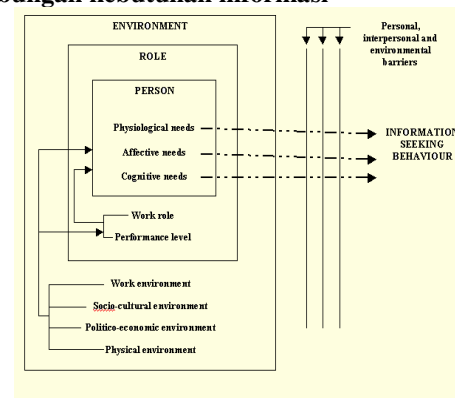 kebutuhan informasi
ENVIRONMENT
ROLE
PERSON
Physiological needs
Affective needs
Cognitive needs
Work role
Performance level
Work environment
Socio-cultural environment
Politico-economic environment
Physical environment
Personal,
interpersonal and
environmental
barriers
INFORMATION
SEEKING
BEHAVIOUR